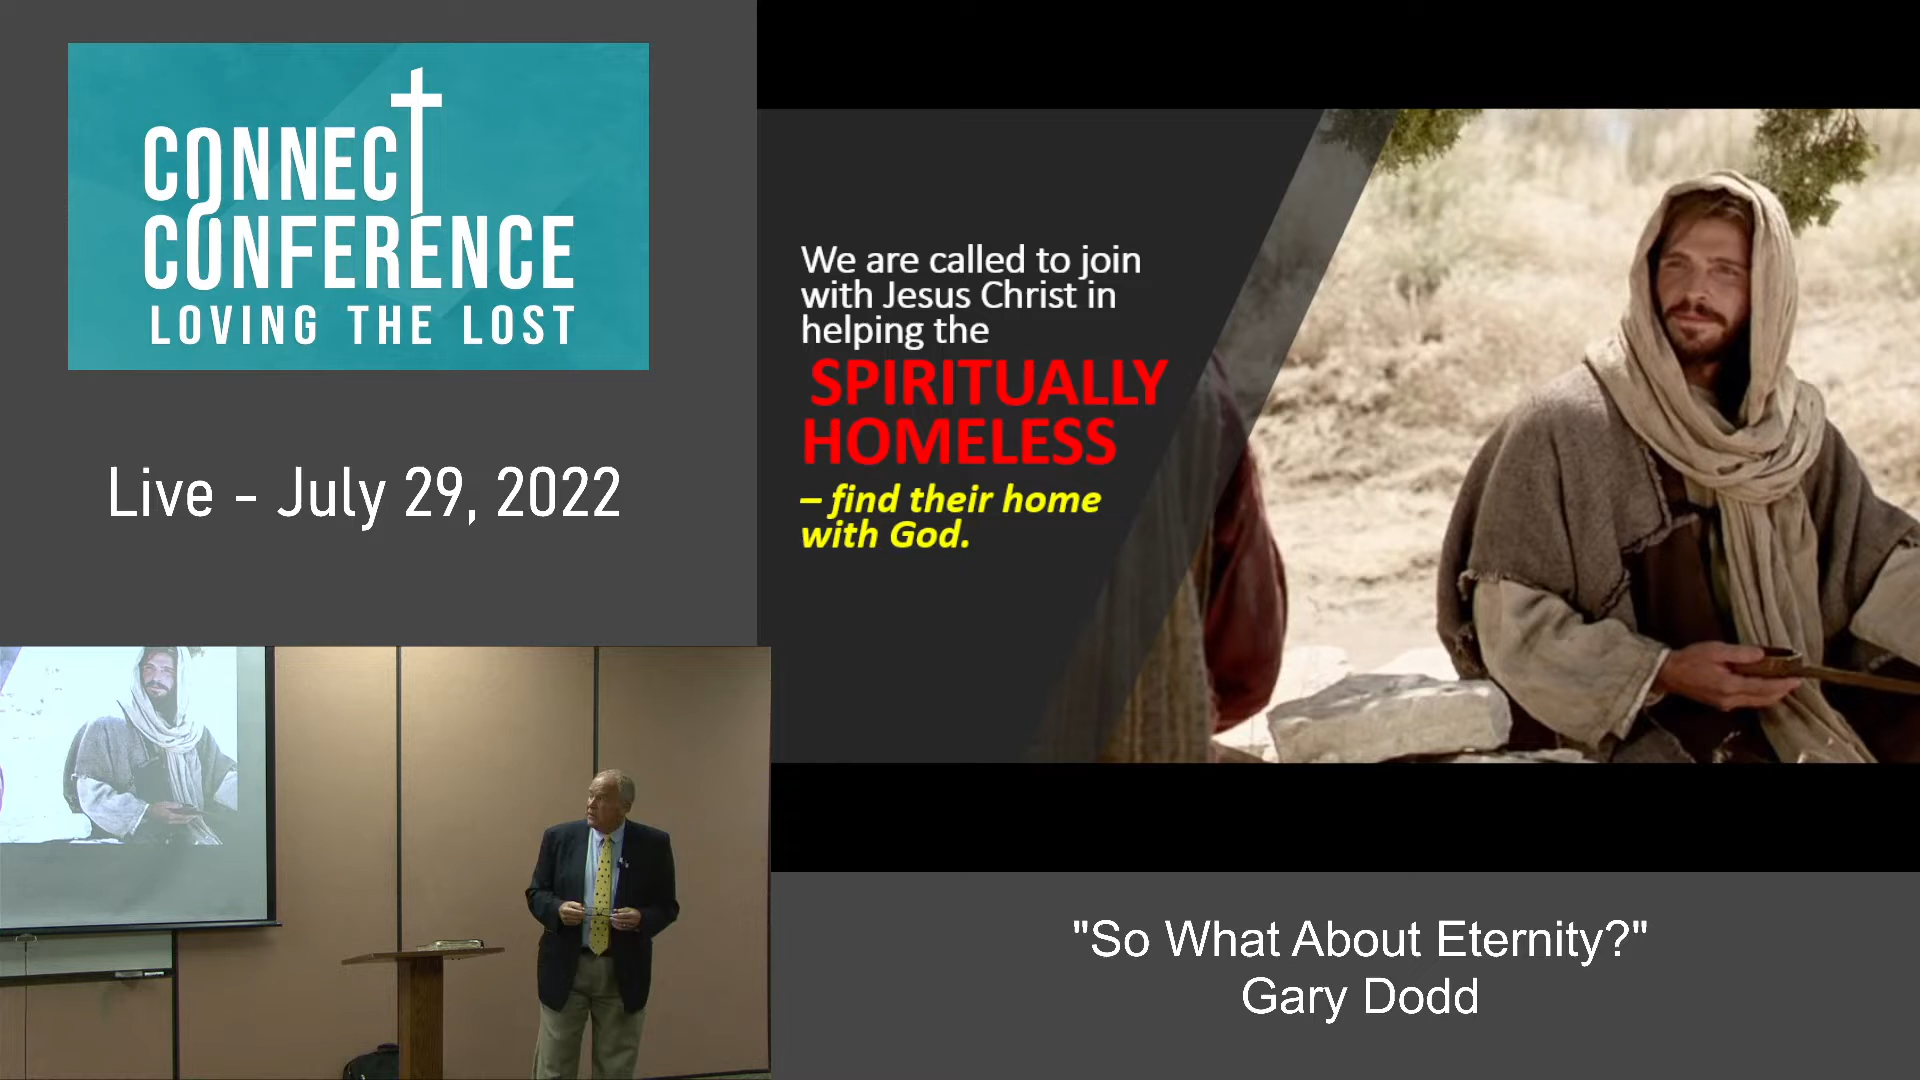 CONNECT
CONFERENCE
LOVING THE LOST
Live - July 29, 2022
We are called to join
with Jesus Christ in
helping the
SPIRITUALLY
HOMELESS
– find their home
with God.
"So What About Eternity?"
Gary Dodd